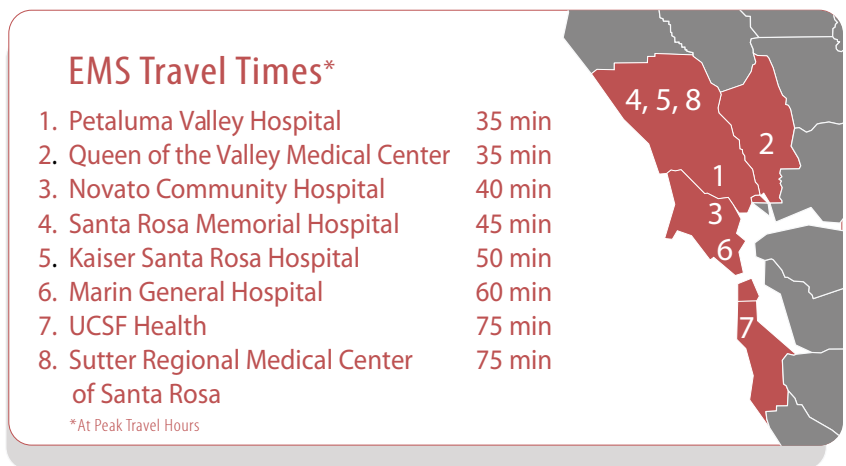 EMS Travel Times*
1. Petaluma Valley Hospital 35 min
2. Queen of the Valley Medical Center 35 min
3. Novato Community Hospital 40 min
4. Santa Rosa Memorial Hospital 45 min
5. Kaiser Santa Rosa Hospital 50 min
6. Marin General Hospital 60 min
7. UCSF Health 75 min
8. Sutter Regional Medical Center 75 min
of Santa Rosa
*At Peak Travel Hours
4, 5, 8
2
1
3
6
7